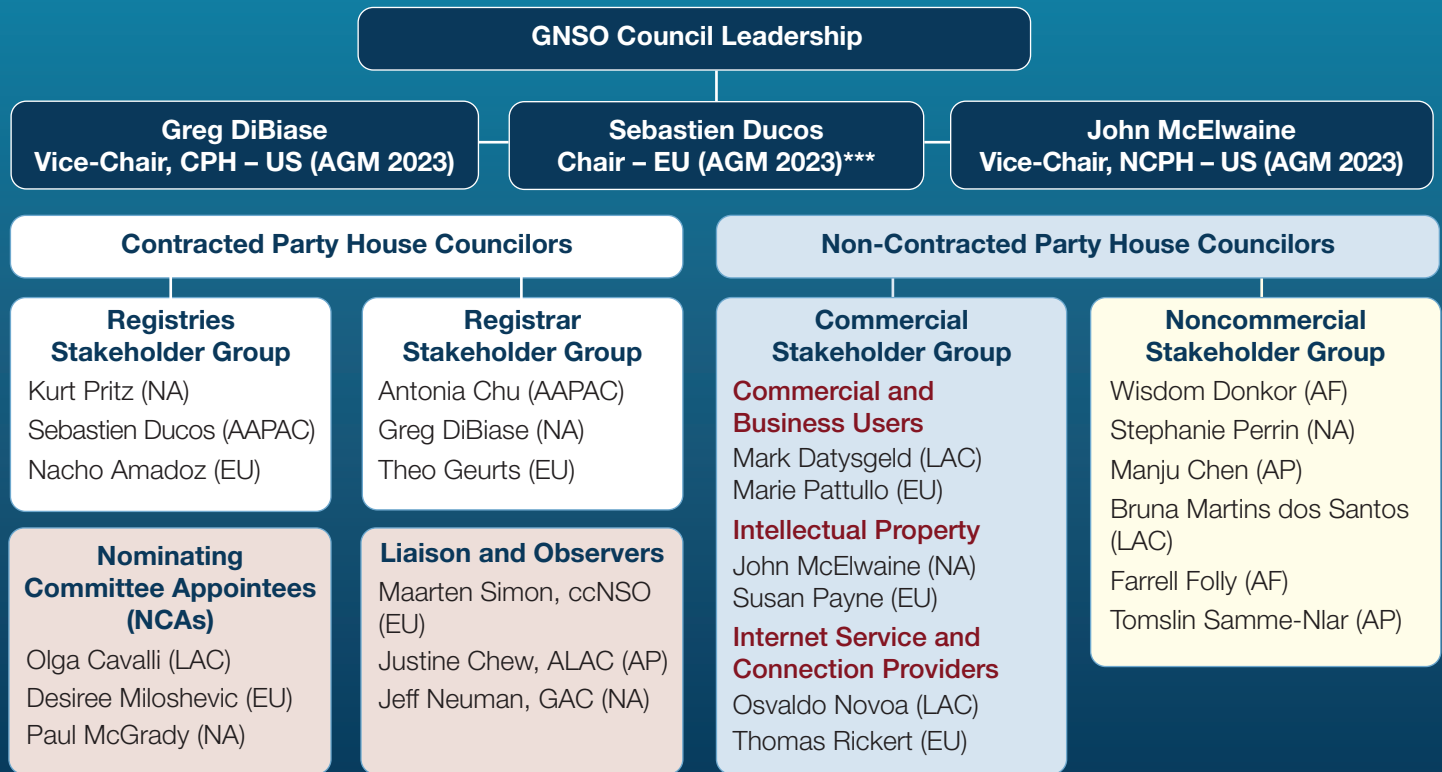 GNSO Council Leadership
Greg DiBiase
Vice-Chair, CPH – US (AGM 2023)
Sebastien Ducos
Chair – EU (AGM 2023)***
John McElwaine
Vice-Chair, NCPH – US (AGM 2023)
Contracted Party House Councilors
Registries
Stakeholder Group
Kurt Pritz (NA)
Sebastien Ducos (AAPAC)
Nacho Amadoz (EU)
Registrar
Stakeholder Group
Antonia Chu (AAPAC)
Greg DiBiase (NA)
Theo Geurts (EU)
Nominating
Committee Appointees
(NCAs)
Olga Cavalli (LAC)
Desiree Miloshevic (EU)
Paul McGrady (NA)
Liaison and Observers
Maarten Simon, ccNSO
(EU)
Justine Chew, ALAC (AP)
Jeff Neuman, GAC (NA)
Non-Contracted Party House Councilors
Commercial
Stakeholder Group
Commercial and
Business Users
Mark Datysgeld (LAC)
Marie Pattullo (EU)
Intellectual Property
John McElwaine (NA)
Susan Payne (EU)
Internet Service and
Connection Providers
Osvaldo Novoa (LAC)
Thomas Rickert (EU)
Noncommercial
Stakeholder Group
Wisdom Donkor (AF)
Stephanie Perrin (NA)
Manju Chen (AP)
Bruna Martins dos Santos
(LAC)
Farrell Folly (AF)
Tomslin Samme-Nlar (AP)